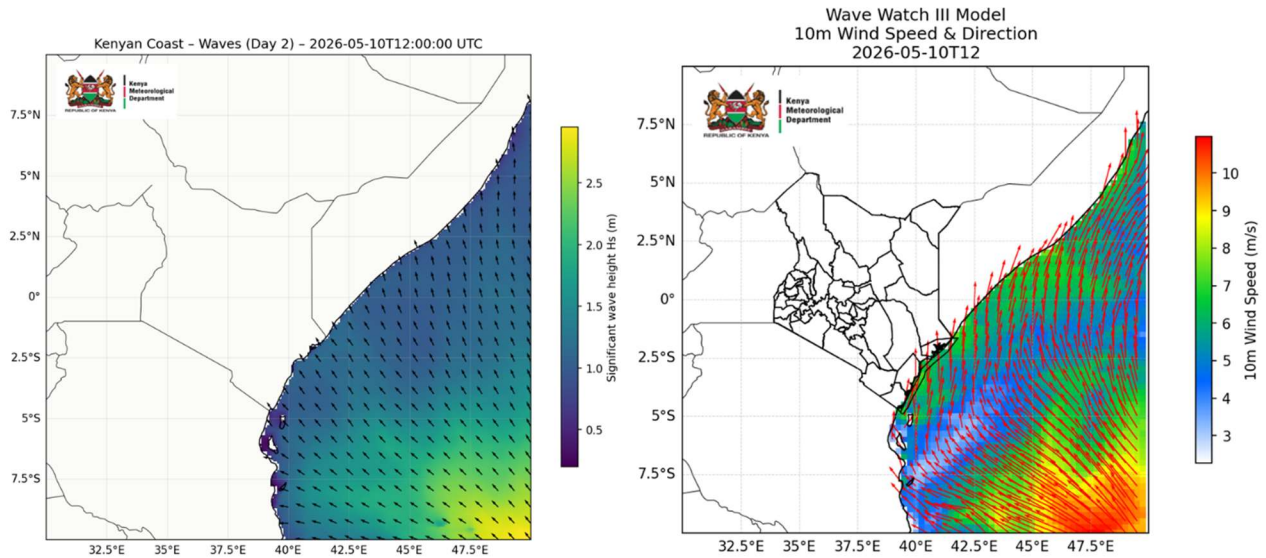 Kenyan Coast – Waves (Day 2) – 2026-05-10T12:00:00 UTC
Kenya
Meteorological
Department
REPUBLIC OF KENYA
7.5°N
5°N
2.5°N
0°
2.5°S
5°S
7.5°S
32.5°E 35°E 37.5°E 40°E 42.5°E 45°E 47.5°E
2.5
2.0
1.5
1.0
0.5
Significant wave height Hs (m)
Wave Watch III Model
10m Wind Speed & Direction
2026-05-10T12
Kenya
Meteorological
Department
REPUBLIC OF KENYA
7.5°N
5°N
2.5°N
0°
2.5°S
5°S
7.5°S
32.5°E 35°E 37.5°E 40°E 42.5°E 45°E 47.5°E
10
9
8
7
6
5
4
3
10m Wind Speed (m/s)